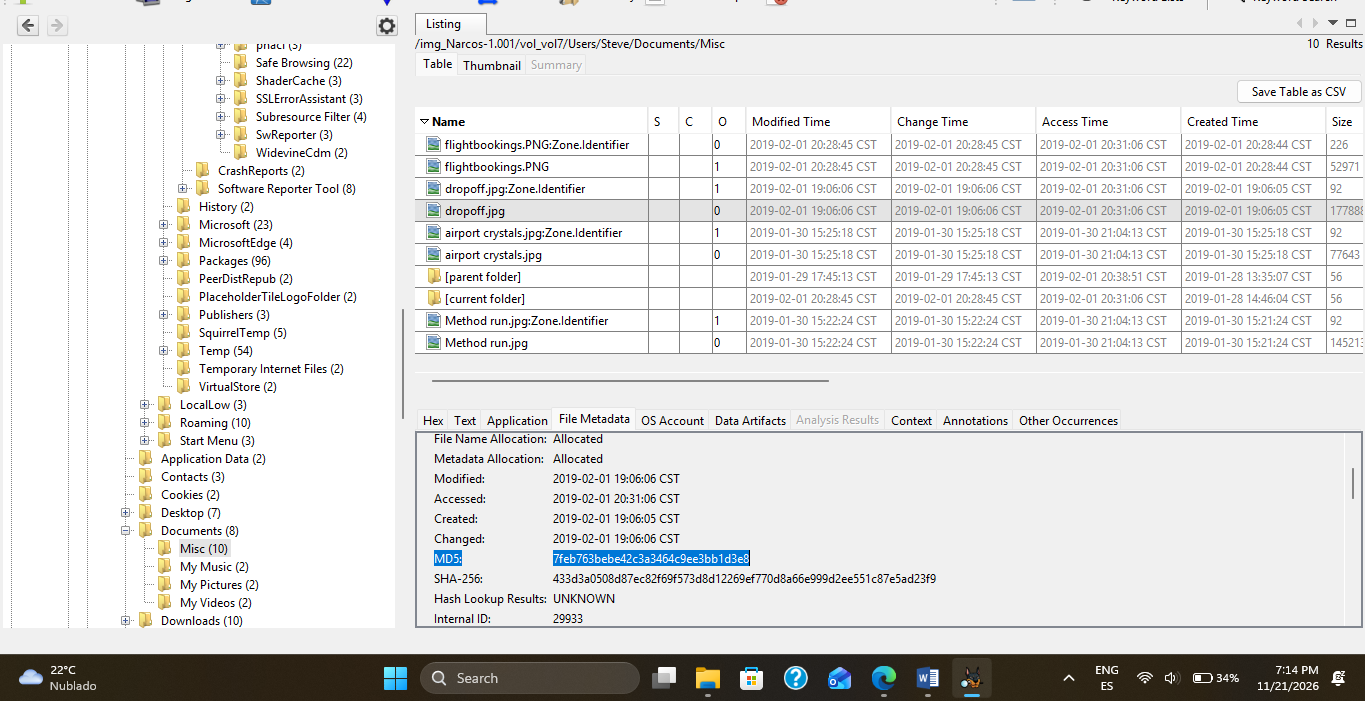 Listing
/img_Narcos-1.001/vol_vol7/Users/Steve/Documents/Misc
10 Results
Table Thumbnail Summary
Save Table as CSV
Name S C O Modified Time Change Time Access Time Created Time Size
flightbookings.PNG:Zone.Identifier 0 2019-02-01 20:28:45 CST 2019-02-01 20:28:45 CST 2019-02-01 20:31:06 CST 2019-02-01 20:28:44 CST 226
flightbookings.PNG 1 2019-02-01 20:28:45 CST 2019-02-01 20:28:45 CST 2019-02-01 20:31:06 CST 2019-02-01 20:28:44 CST 52971
dropoff.jpg:Zone.Identifier 1 2019-02-01 19:06:06 CST 2019-02-01 19:06:06 CST 2019-02-01 20:31:06 CST 2019-02-01 19:06:05 CST 92
dropoff.jpg 0 2019-02-01 19:06:06 CST 2019-02-01 19:06:06 CST 2019-02-01 20:31:06 CST 2019-02-01 19:06:05 CST
airport crystals.jpg:Zone.Identifier 1 2019-01-30 15:25:18 CST 2019-01-30 15:25:18 CST 2019-01-30 21:04:13 CST 2019-01-30 15:25:18 CST 92
airport crystals.jpg 0 2019-01-30 15:25:18 CST 2019-01-30 15:25:18 CST 2019-01-30 21:04:13 CST 2019-01-30 15:25:18 CST 77643
[parent folder] 2019-01-29 17:45:13 CST 2019-01-29 17:45:13 CST 2019-02-01 20:38:51 CST 2019-01-28 13:35:07 CST 56
[current folder] 2019-02-01 20:28:45 CST 2019-02-01 20:28:45 CST 2019-02-01 20:31:06 CST 2019-01-28 14:46:04 CST 56
Method run.jpg:Zone.Identifier 1 2019-01-30 15:22:24 CST 2019-01-30 15:22:24 CST 2019-01-30 21:04:13 CST 2019-01-30 15:21:24 CST 92
Method run.jpg 0 2019-01-30 15:22:24 CST 2019-01-30 15:22:24 CST 2019-01-30 21:04:13 CST 2019-01-30 15:21:24 CST
pnacl (3)
Safe Browsing (22)
ShaderCache (3)
SSLErrorAssistant (3)
Subresource Filter (4)
SwReporter (3)
WidevineCdm (2)
CrashReports (2)
Software Reporter Tool (8)
History (2)
Microsoft (23)
MicrosoftEdge (4)
Packages (96)
PeerDistRepub (2)
PlaceholderTileLogoFolder (2)
Publishers (3)
SquirrelTemp (5)
Temp (54)
Temporary Internet Files (2)
VirtualStore (2)
LocalLow (3)
Roaming (10)
Start Menu (3)
Application Data (2)
Contacts (3)
Cookies (2)
Desktop (7)
Documents (8)
Misc (10)
My Music (2)
My Pictures (2)
My Videos (2)
Downloads (10)
Hex Text Application File Metadata OS Account Data Artifacts Analysis Results Context Annotations Other Occurrences
File Name Allocation: Allocated
Metadata Allocation: Allocated
Modified: 2019-02-01 19:06:06 CST
Accessed: 2019-02-01 20:31:06 CST
Created: 2019-02-01 19:06:05 CST
Changed: 2019-02-01 19:06:06 CST
MD5: 7feb763bebe42c3a3464c9ee3bb1d3e8
SHA-256: 433d3a0508d87ec82f69f573d8d12269ef770d8a66e999d2ee551c87e5ad23f9
Hash Lookup Results: UNKNOWN
Internal ID: 29933
22°C
Nublado
Search
ENG
ES
34%
7:14 PM
11/21/2026